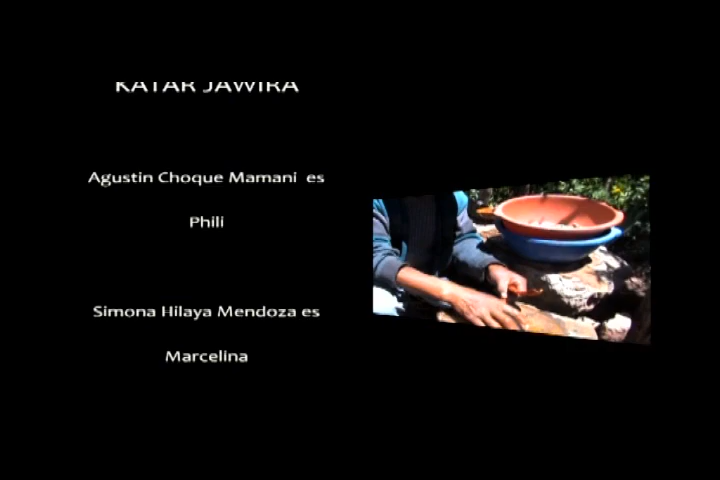 KATAR JAWIRA
Agustin Choque Mamani es
Phili
Simona Hilaya Mendoza es
Marcelina